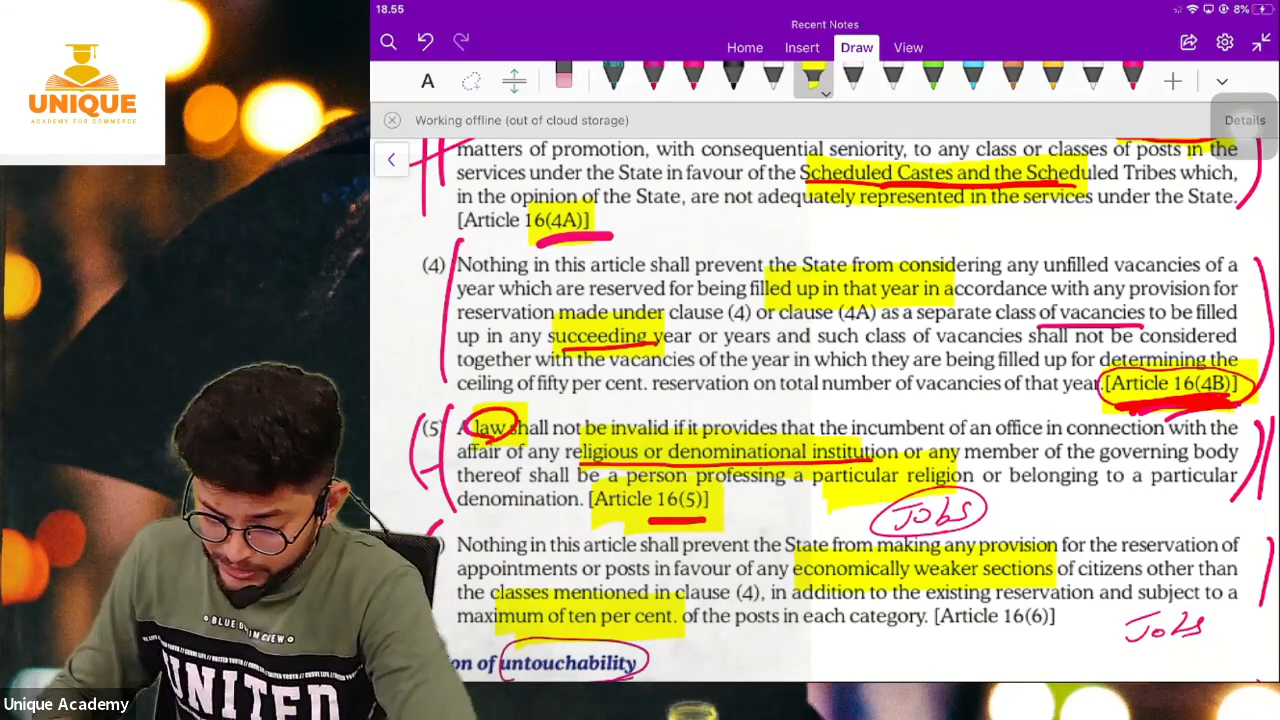 UNIQUE
ACADEMY FOR COMMERCE
18.55
8%
Recent Notes
Home Insert Draw View
A
Working offline (out of cloud storage)
Details
matters of promotion, with consequential seniority, to any class or classes of posts in the
services under the State in favour of the Scheduled Castes and the Scheduled Tribes which,
in the opinion of the State, are not adequately represented in the services under the State.
[Article 16(4A)]
(4) Nothing in this article shall prevent the State from considering any unfilled vacancies of a
year which are reserved for being filled up in that year in accordance with any provision for
reservation made under clause (4) or clause (4A) as a separate class of vacancies to be filled
up in any succeeding year or years and such class of vacancies shall not be considered
together with the vacancies of the year in which they are being filled up for determining the
ceiling of fifty per cent. reservation on total number of vacancies of that year. [Article 16(4B)]
(5) A law shall not be invalid if it provides that the incumbent of an office in connection with the
affair of any religious or denominational institution or any member of the governing body
thereof shall be a person professing a particular religion or belonging to a particular
denomination. [Article 16(5)]
Jobs
Nothing in this article shall prevent the State from making any provision for the reservation of
appointments or posts in favour of any economically weaker sections of citizens other than
the classes mentioned in clause (4), in addition to the existing reservation and subject to a
maximum of ten per cent. of the posts in each category. [Article 16(6)]
Jobs
on of untouchability
UNITED
Unique Academy